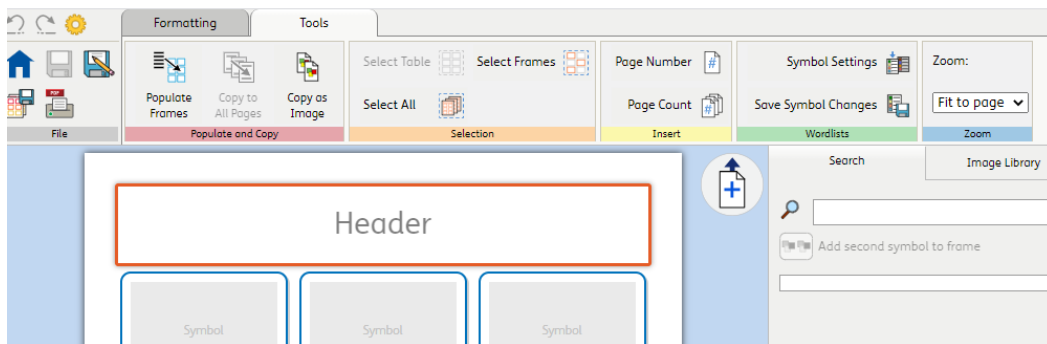 Formatting
Tools
Select Table
Select Frames
Page Number
#
Symbol Settings
Zoom:
Populate Frames
Copy to All Pages
Copy as Image
Select All
Page Count
#
Save Symbol Changes
Fit to page
PDF
File
Populate and Copy
Selection
Insert
Wordlists
Zoom
Search
Image Library
Header
Add second symbol to frame
Symbol
Symbol
Symbol